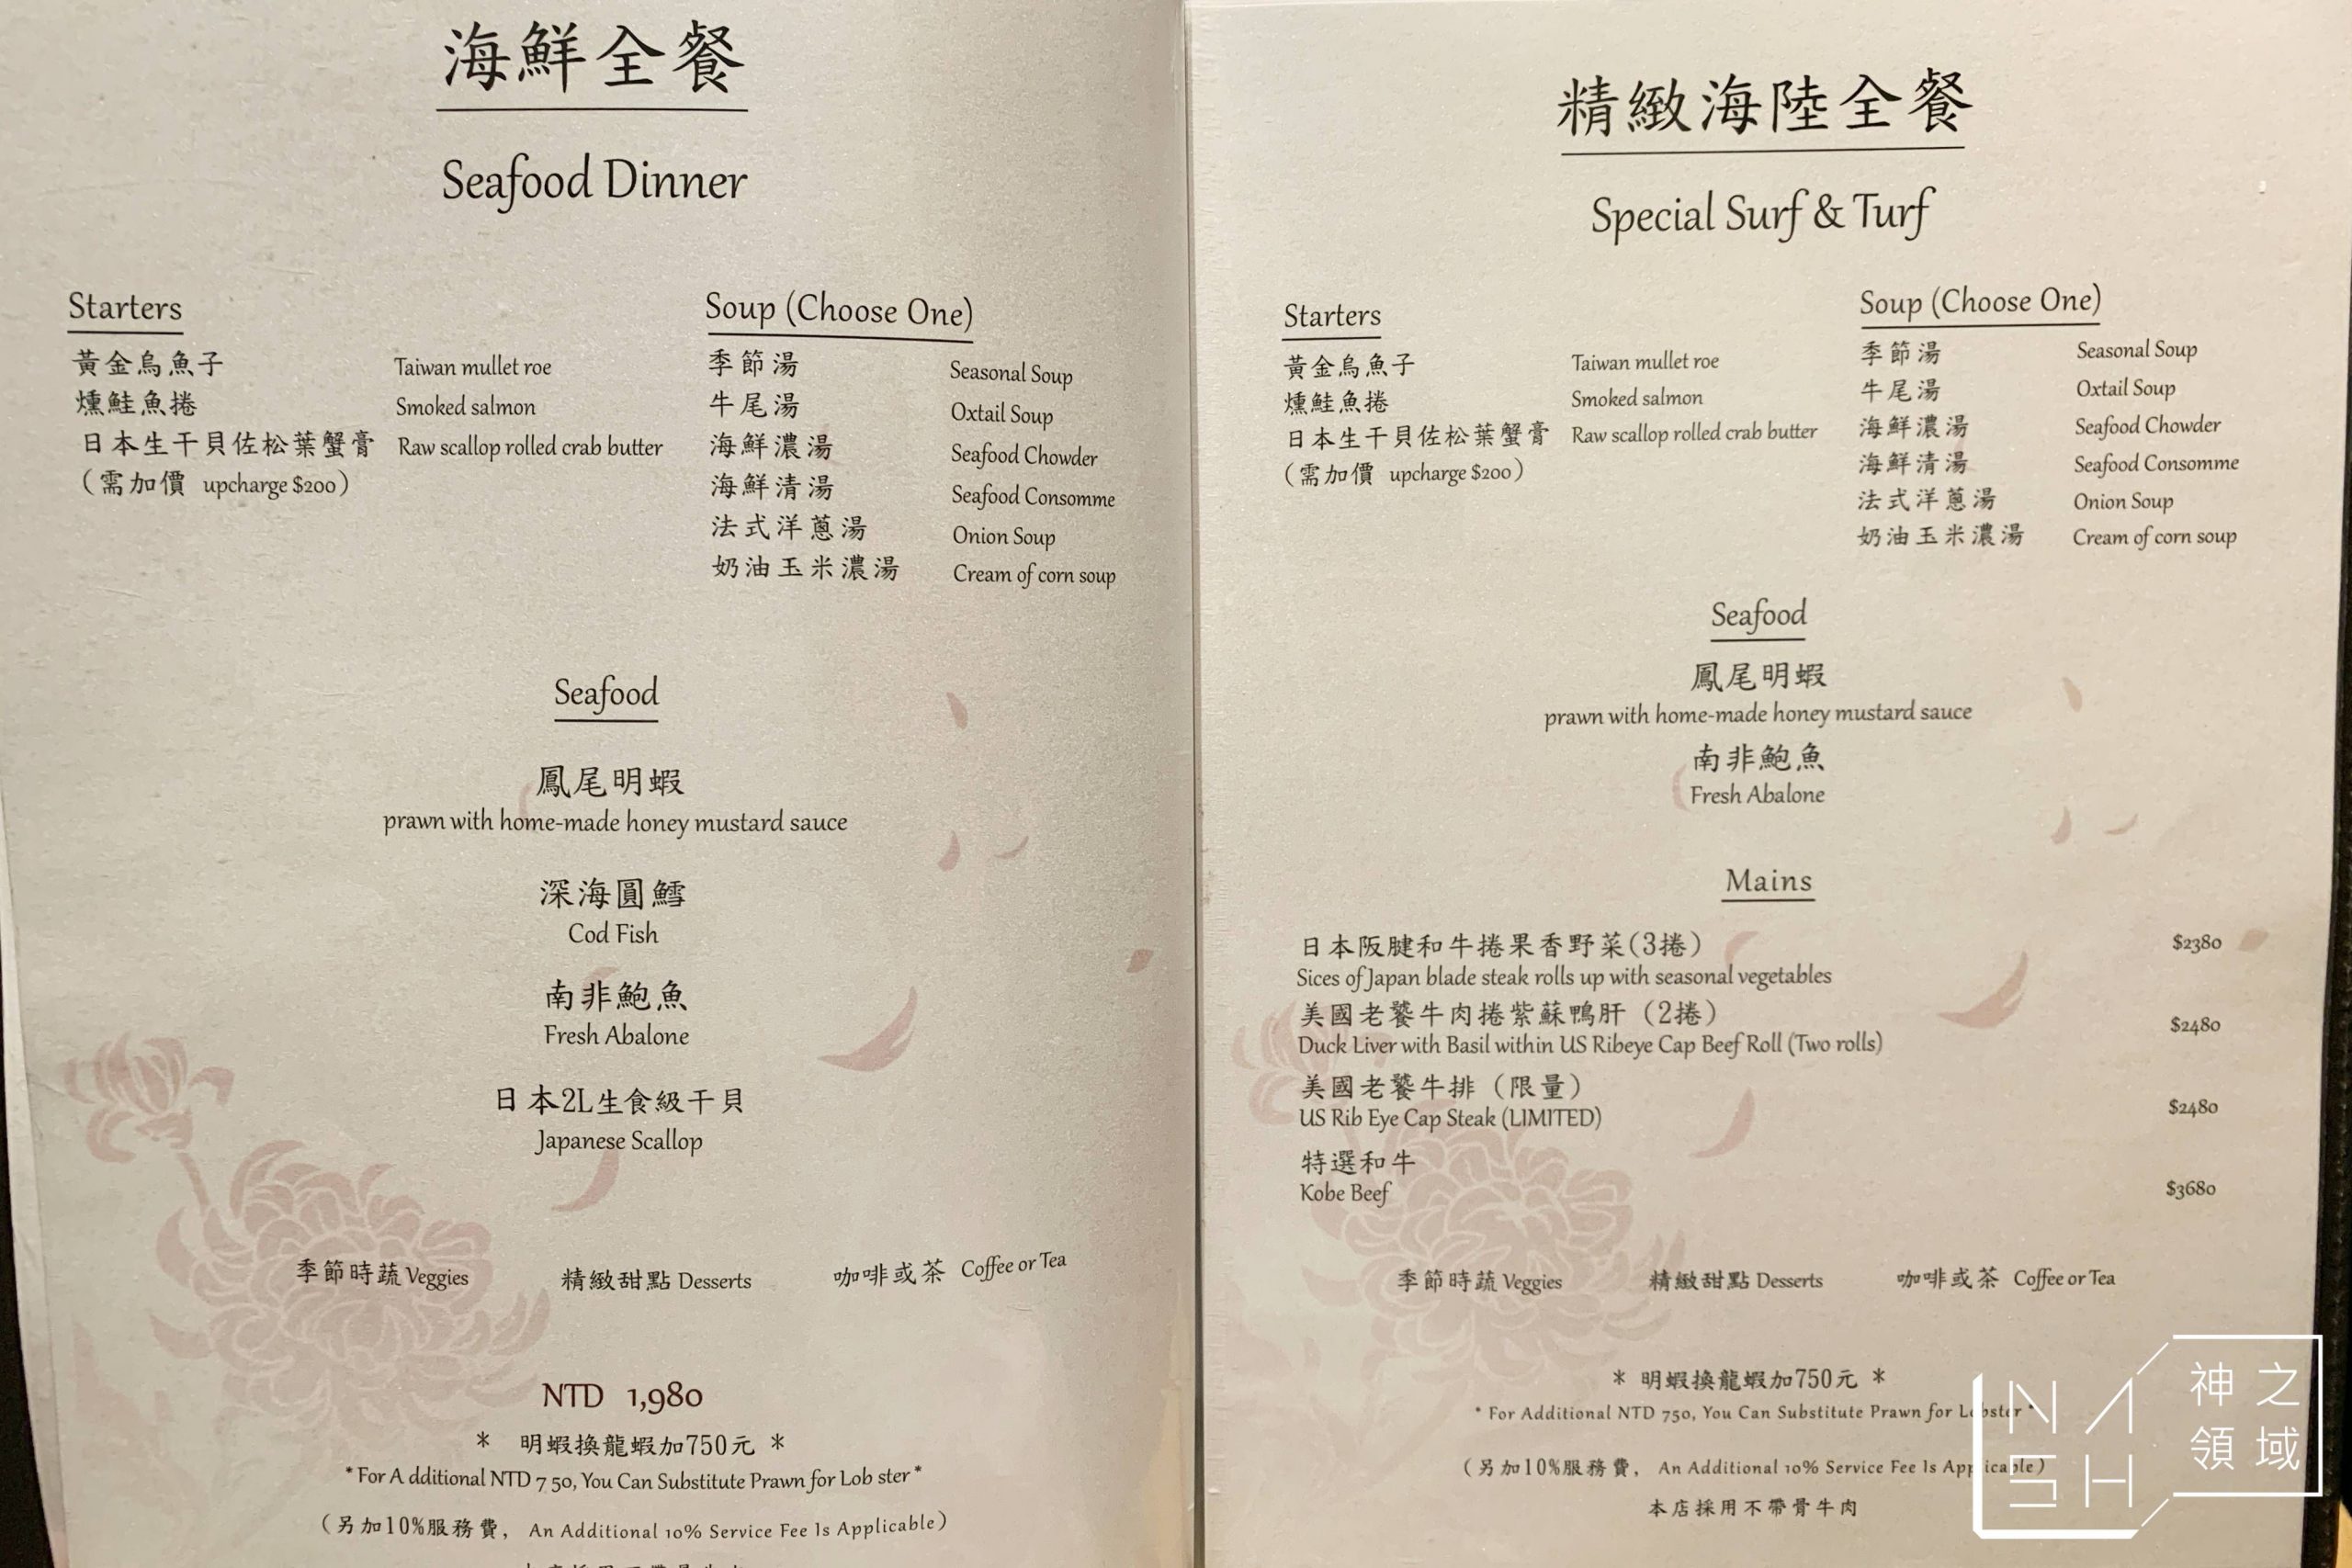 海鮮全餐
Seafood Dinner
Starters
黃金烏魚子 Taiwan mullet roe
燻鮭魚捲 Smoked salmon
日本生干貝佐松葉蟹膏 Raw scallop rolled crab butter
(需加價 upcharge $200)
Soup (Choose One)
季節湯 Seasonal Soup
牛尾湯 Oxtail Soup
海鮮濃湯 Seafood Chowder
海鮮清湯 Seafood Consomme
法式洋蔥湯 Onion Soup
奶油玉米濃湯 Cream of corn soup
Seafood
鳳尾明蝦
prawn with home-made honey mustard sauce
深海圓鱈
Cod Fish
南非鮑魚
Fresh Abalone
日本2L生食級干貝
Japanese Scallop
季節時蔬 Veggies 精緻甜點 Desserts 咖啡或茶 Coffee or Tea
NTD 1,980
* 明蝦換龍蝦加750元 *
*For A dditional NTD 7 50, You Can Substitute Prawn for Lob ster*
(另加10%服務費, An Additional 10% Service Fee Is Applicable)
精緻海陸全餐
Special Surf & Turf
Starters
黃金烏魚子 Taiwan mullet roe
燻鮭魚捲 Smoked salmon
日本生干貝佐松葉蟹膏 Raw scallop rolled crab butter
(需加價 upcharge $200)
Soup (Choose One)
季節湯 Seasonal Soup
牛尾湯 Oxtail Soup
海鮮濃湯 Seafood Chowder
海鮮清湯 Seafood Consomme
法式洋蔥湯 Onion Soup
奶油玉米濃湯 Cream of corn soup
Seafood
鳳尾明蝦
prawn with home-made honey mustard sauce
南非鮑魚
Fresh Abalone
Mains
日本阪腱和牛捲果香野菜(3捲) $2380
Sices of Japan blade steak rolls up with seasonal vegetables
美國老饕牛肉捲紫蘇鴨肝 (2捲) $2480
Duck Liver with Basil within US Ribeye Cap Beef Roll (Two rolls)
美國老饕牛排 (限量) $2480
US Rib Eye Cap Steak (LIMITED)
特選和牛
Kobe Beef $3680
季節時蔬 Veggies 精緻甜點 Desserts 咖啡或茶 Coffee or Tea
* 明蝦換龍蝦加750元 *
* For Additional NTD 750, You Can Substitute Prawn for Lobster *
(另加10%服務費, An Additional 10% Service Fee Is Applicable)
本店採用不帶骨牛肉
NASH
神之領域